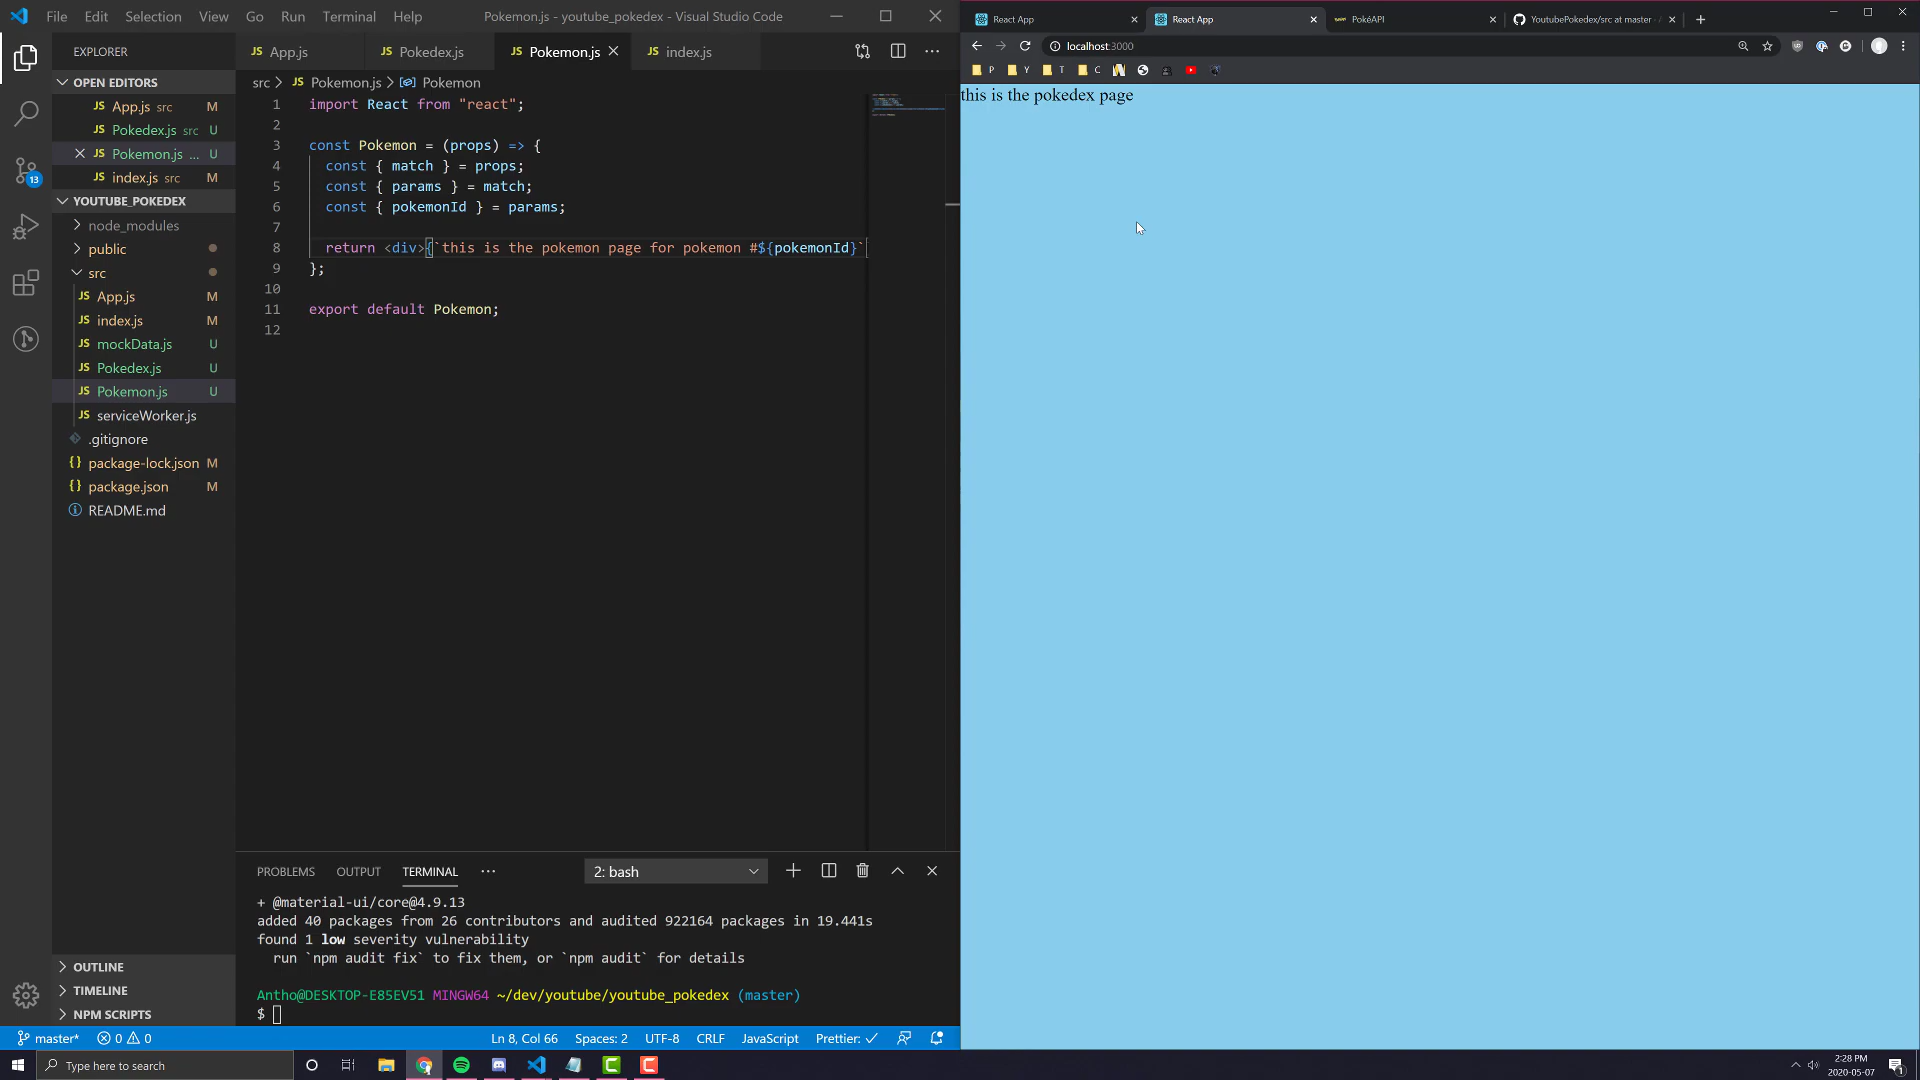 File Edit Selection View Go Run Terminal Help Pokemon.js - youtube_pokedex - Visual Studio Code
EXPLORER
OPEN EDITORS
JS App.js src M
JS Pokedex.js src U
JS Pokemon.js ... U
JS index.js src M
YOUTUBE_POKEDEX
node_modules
public
src
JS App.js M
JS index.js M
JS mockData.js U
JS Pokedex.js U
JS Pokemon.js U
JS serviceWorker.js
.gitignore
{} package-lock.json M
{} package.json M
README.md
OUTLINE
TIMELINE
NPM SCRIPTS
13
JS App.js JS Pokedex.js JS Pokemon.js JS index.js
src > JS Pokemon.js > Pokemon
1 import React from "react";
2
3 const Pokemon = (props) => {
4 const { match } = props;
5 const { params } = match;
6 const { pokemonId } = params;
7
8 return <div>{`this is the pokemon page for pokemon #${pokemonId}`
9 };
10
11 export default Pokemon;
12
PROBLEMS OUTPUT TERMINAL ··· 2: bash
+ @material-ui/core@4.9.13
added 40 packages from 26 contributors and audited 922164 packages in 19.441s
found 1 low severity vulnerability
run `npm audit fix` to fix them, or `npm audit` for details
Antho@DESKTOP-E85EV51 MINGW64 ~/dev/youtube/youtube_pokedex (master)
$
master* 0 0 Ln 8, Col 66 Spaces: 2 UTF-8 CRLF JavaScript Prettier: ✓
React App React App PokéAPI YoutubePokedex/src at master ·
localhost:3000
P Y T C
this is the pokedex page
Type here to search
2:28 PM
2020-05-07
1